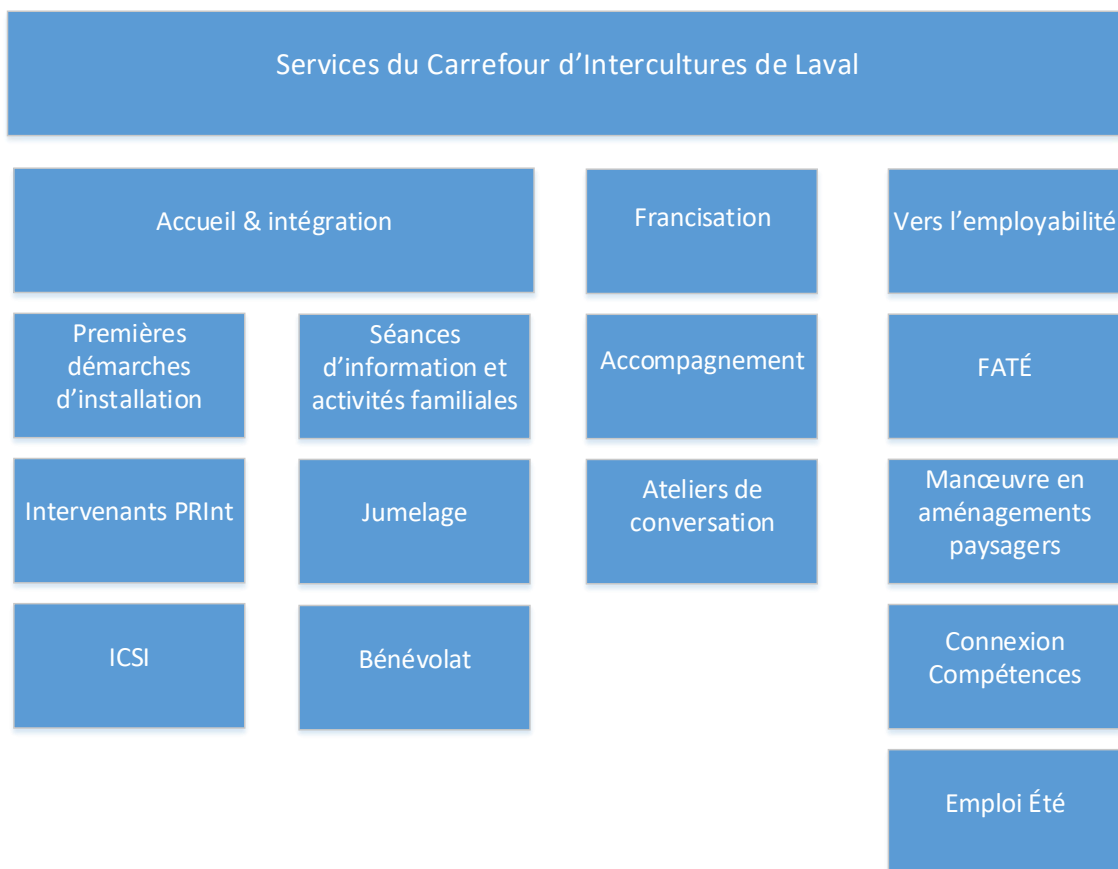 Services du Carrefour d’Intercultures de Laval
Accueil & intégration
Francisation
Vers l’employabilité
Premières
démarches
d’installation
Séances
d’information et
activités familiales
Accompagnement
FATÉ
Intervenants PRInt
Jumelage
Ateliers de
conversation
Manœuvre en
aménagements
paysagers
ICSI
Bénévolat
Connexion
Compétences
Emploi Été